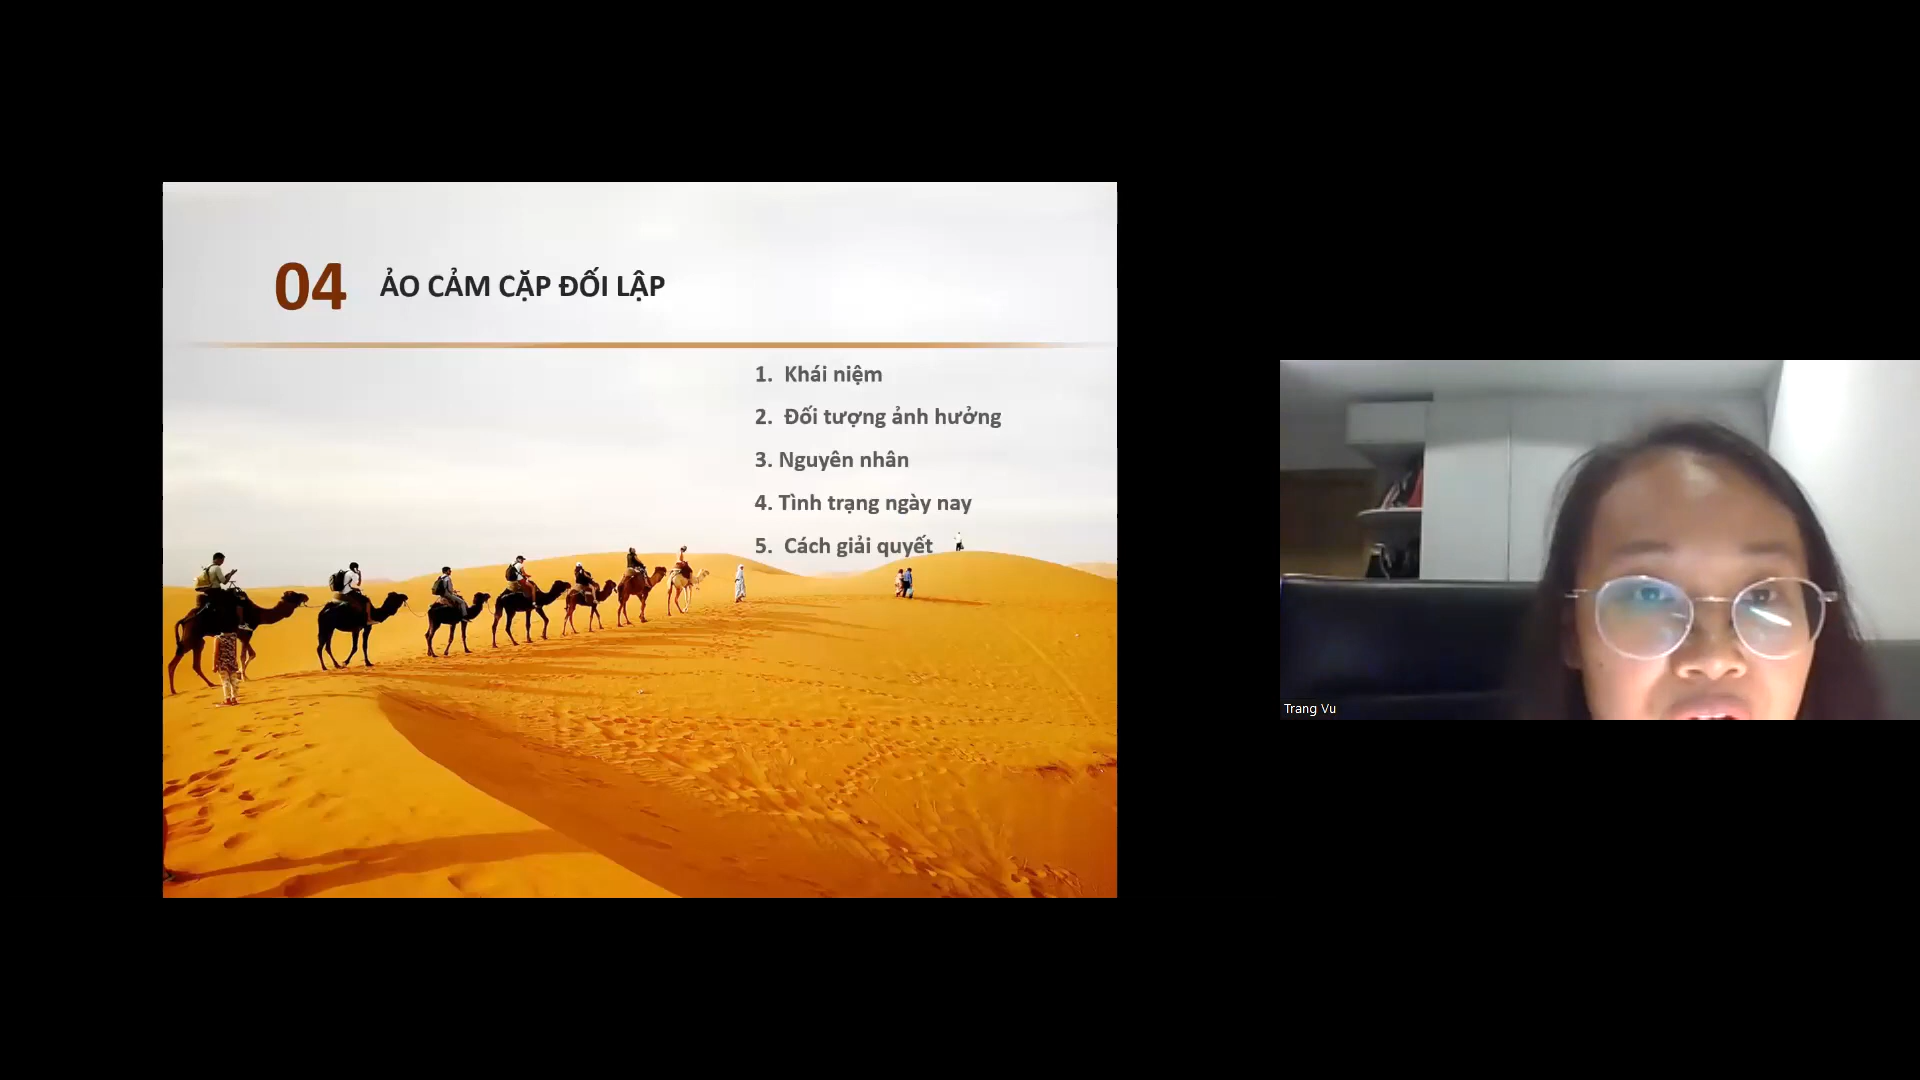 04 ẢO CẢM CẶP ĐỐI LẬP
1. Khái niệm
2. Đối tượng ảnh hưởng
3. Nguyên nhân
4. Tình trạng ngày nay
5. Cách giải quyết
Trang Vu